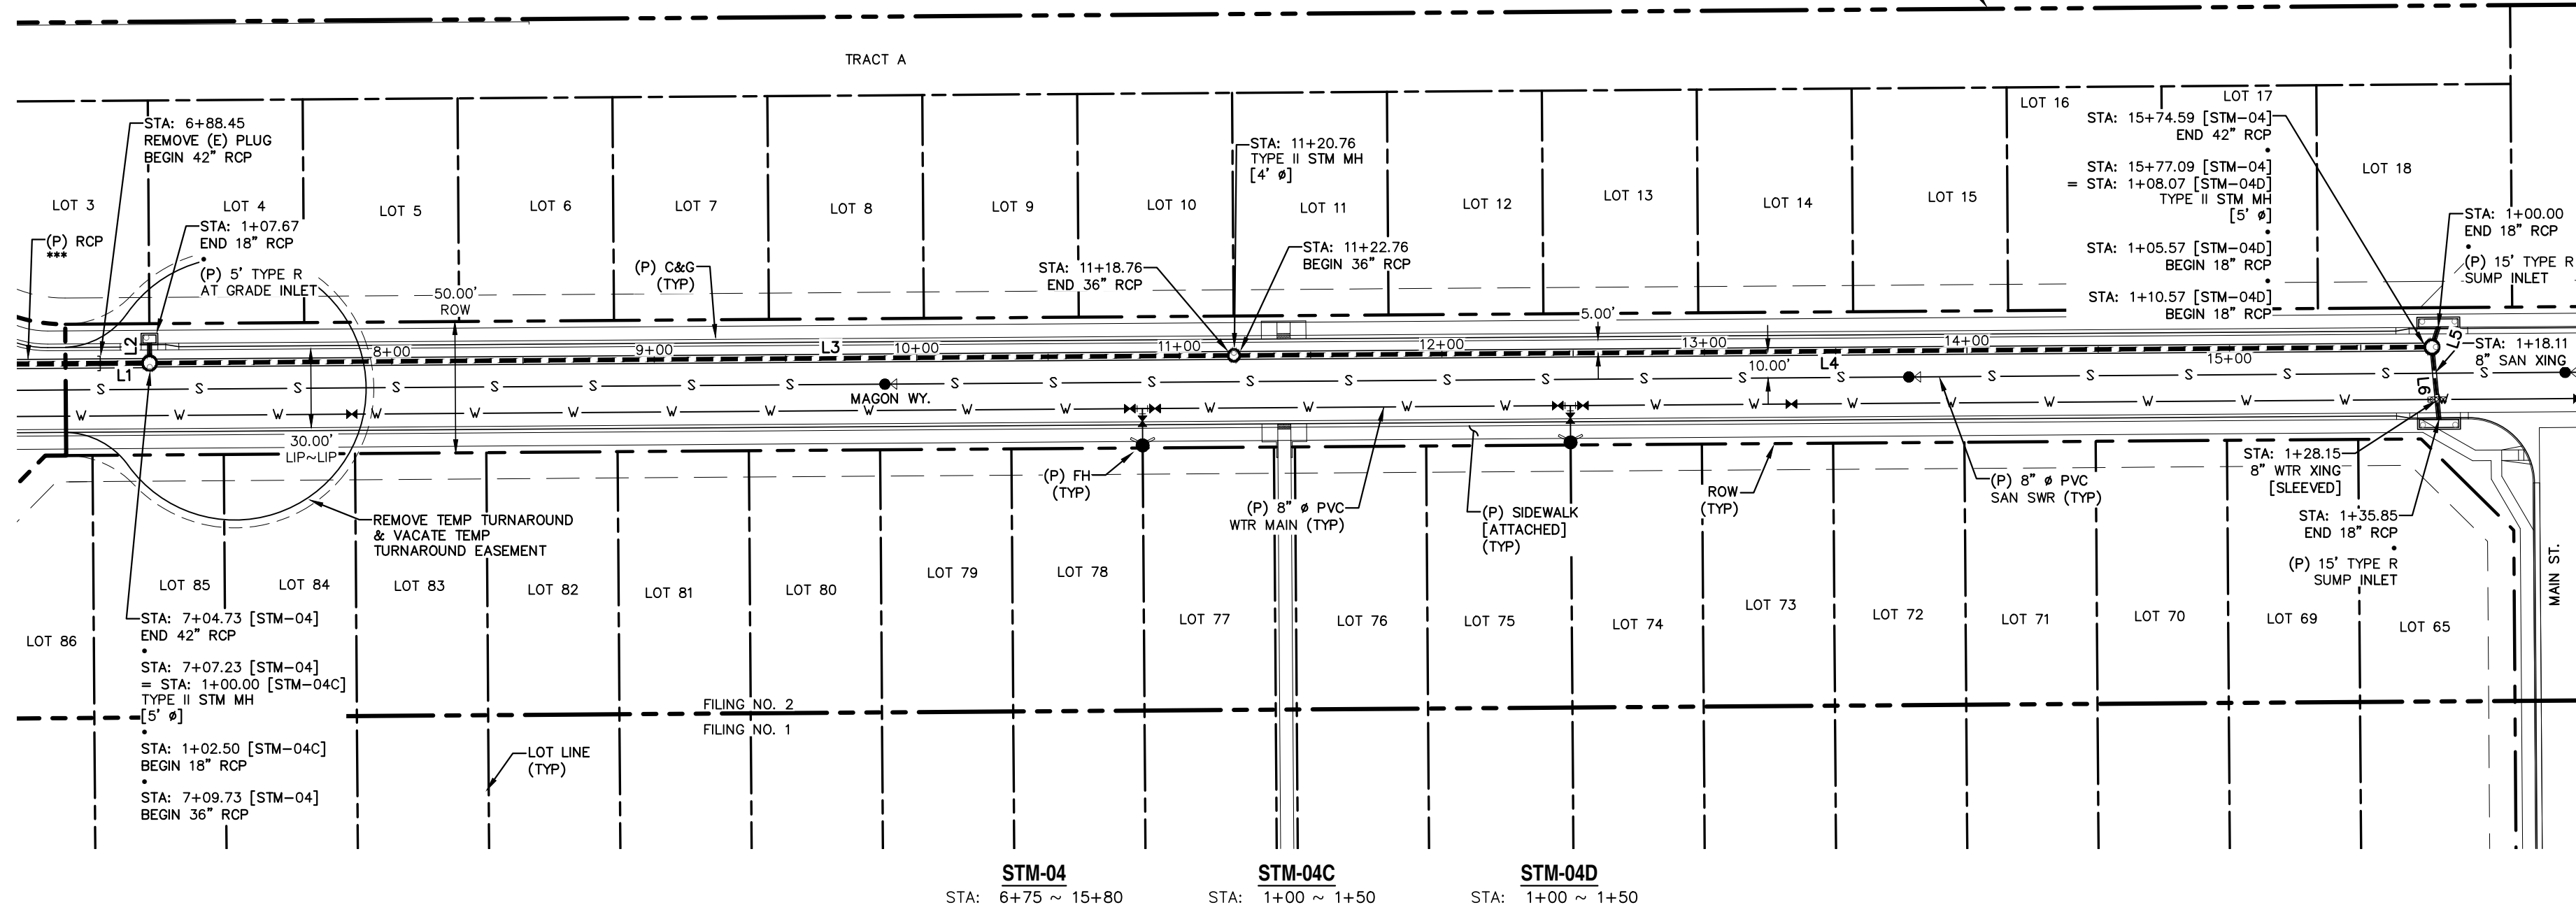 TRACT A
STA: 6+88.45
REMOVE (E) PLUG
BEGIN 42" RCP
LOT 3
LOT 4
LOT 5
LOT 6
LOT 7
LOT 8
LOT 9
LOT 10
LOT 11
LOT 12
LOT 13
LOT 14
LOT 15
LOT 16
LOT 17
LOT 18
(P) RCP
***
STA: 1+07.67
END 18" RCP
•
(P) 5' TYPE R
AT GRADE INLET
50.00'
ROW
(P) C&G
(TYP)
STA: 11+20.76
TYPE II STM MH
[4' ø]
STA: 11+18.76
END 36" RCP
STA: 11+22.76
BEGIN 36" RCP
STA: 15+74.59 [STM-04]
END 42" RCP
•
STA: 15+77.09 [STM-04]
= STA: 1+08.07 [STM-04D]
TYPE II STM MH
[5' ø]
•
STA: 1+05.57 [STM-04D]
BEGIN 18" RCP
•
STA: 1+10.57 [STM-04D]
BEGIN 18" RCP
STA: 1+00.00
END 18" RCP
•
(P) 15' TYPE R
SUMP INLET
5.00'
L2
L1
8+00
9+00
L3
10+00
11+00
12+00
13+00
10.00'
L4
14+00
15+00
L5
L6
STA: 1+18.11
8" SAN XING
S S S S S S S S S S S S S S S S S S S S S S S S
MAGON WY.
W W W W W W W W W W W W W W W W W W W W W W W
30.00'
LIP~LIP
(P) FH
(TYP)
(P) 8" ø PVC
WTR MAIN (TYP)
(P) SIDEWALK
[ATTACHED]
(TYP)
ROW
(TYP)
(P) 8" ø PVC
SAN SWR (TYP)
STA: 1+28.15
8" WTR XING
[SLEEVED]
STA: 1+35.85
END 18" RCP
•
(P) 15' TYPE R
SUMP INLET
MAIN ST.
REMOVE TEMP TURNAROUND
& VACATE TEMP
TURNAROUND EASEMENT
LOT 86
LOT 85
LOT 84
LOT 83
LOT 82
LOT 81
LOT 80
LOT 79
LOT 78
LOT 77
LOT 76
LOT 75
LOT 74
LOT 73
LOT 72
LOT 71
LOT 70
LOT 69
LOT 65
STA: 7+04.73 [STM-04]
END 42" RCP
•
STA: 7+07.23 [STM-04]
= STA: 1+00.00 [STM-04C]
TYPE II STM MH
[5' ø]
•
STA: 1+02.50 [STM-04C]
BEGIN 18" RCP
•
STA: 7+09.73 [STM-04]
BEGIN 36" RCP
FILING NO. 2
FILING NO. 1
LOT LINE
(TYP)
STM-04
STA: 6+75 ~ 15+80
STM-04C
STA: 1+00 ~ 1+50
STM-04D
STA: 1+00 ~ 1+50